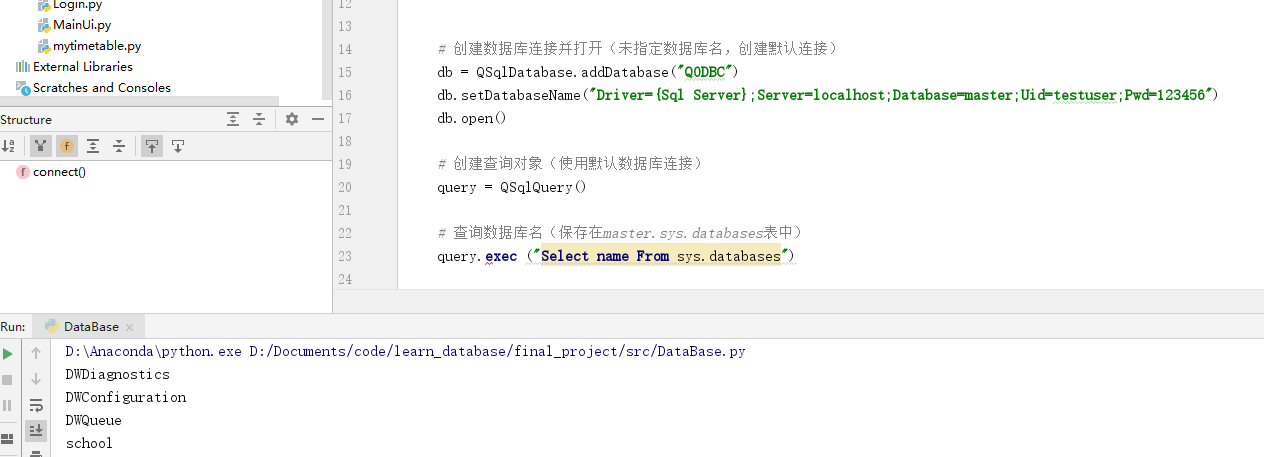 Login.py
MainUi.py
mytimetable.py
External Libraries
Scratches and Consoles
Structure
connect()
12
13
14 # 创建数据库连接并打开（未指定数据库名，创建默认连接）
15 db = QSqlDatabase.addDatabase("QODBC")
16 db.setDatabaseName("Driver={Sql Server};Server=localhost;Database=master;Uid=testuser;Pwd=123456")
17 db.open()
18
19 # 创建查询对象（使用默认数据库连接）
20 query = QSqlQuery()
21
22 # 查询数据库名（保存在master.sys.databases表中）
23 query.exec ("Select name From sys.databases")
24
Run: DataBase
D:\Anaconda\python.exe D:/Documents/code/learn_database/final_project/src/DataBase.py
DWDiagnostics
DWConfiguration
DWQueue
school